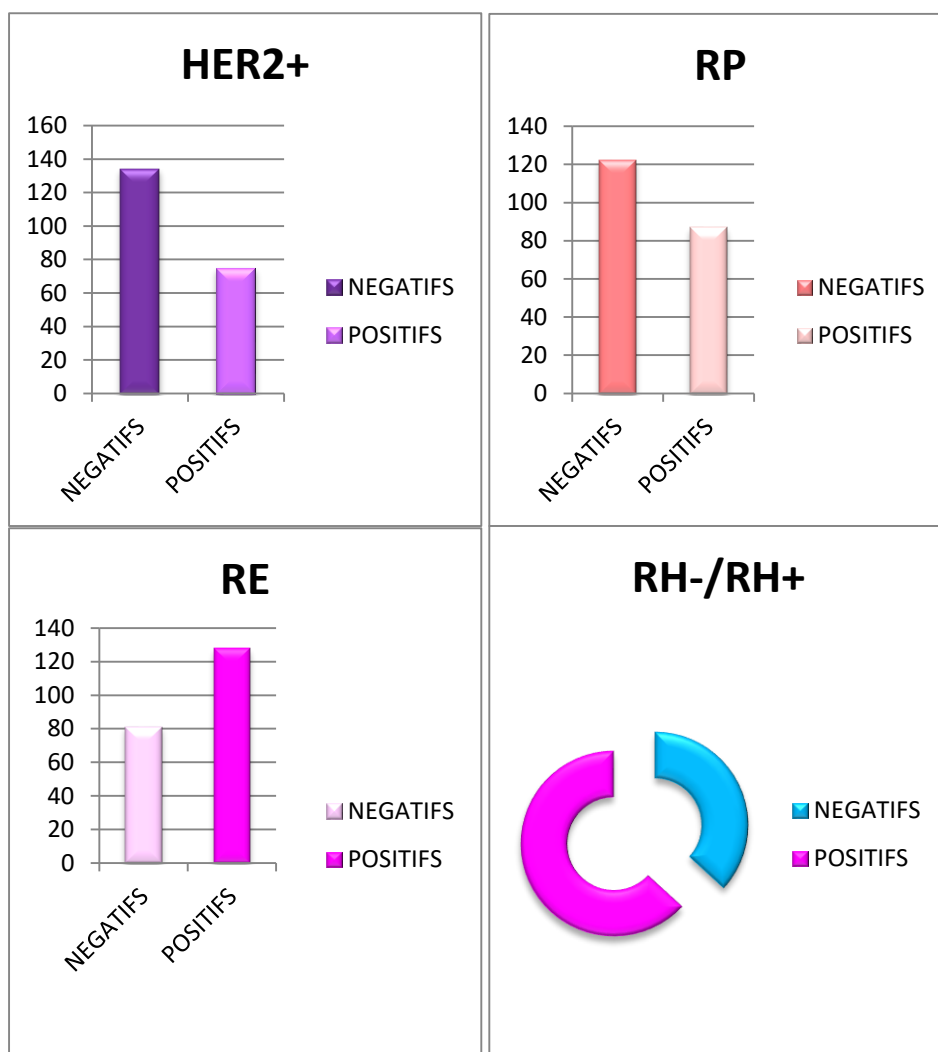 HER2+
160
140
120
100
80
60
40
20
0
NEGATIFS
POSITIFS
NEGATIFS
POSITIFS
RP
140
120
100
80
60
40
20
0
NEGATIFS
POSITIFS
NEGATIFS
POSITIFS
RE
140
120
100
80
60
40
20
0
NEGATIFS
POSITIFS
NEGATIFS
POSITIFS
RH-/RH+
NEGATIFS
POSITIFS